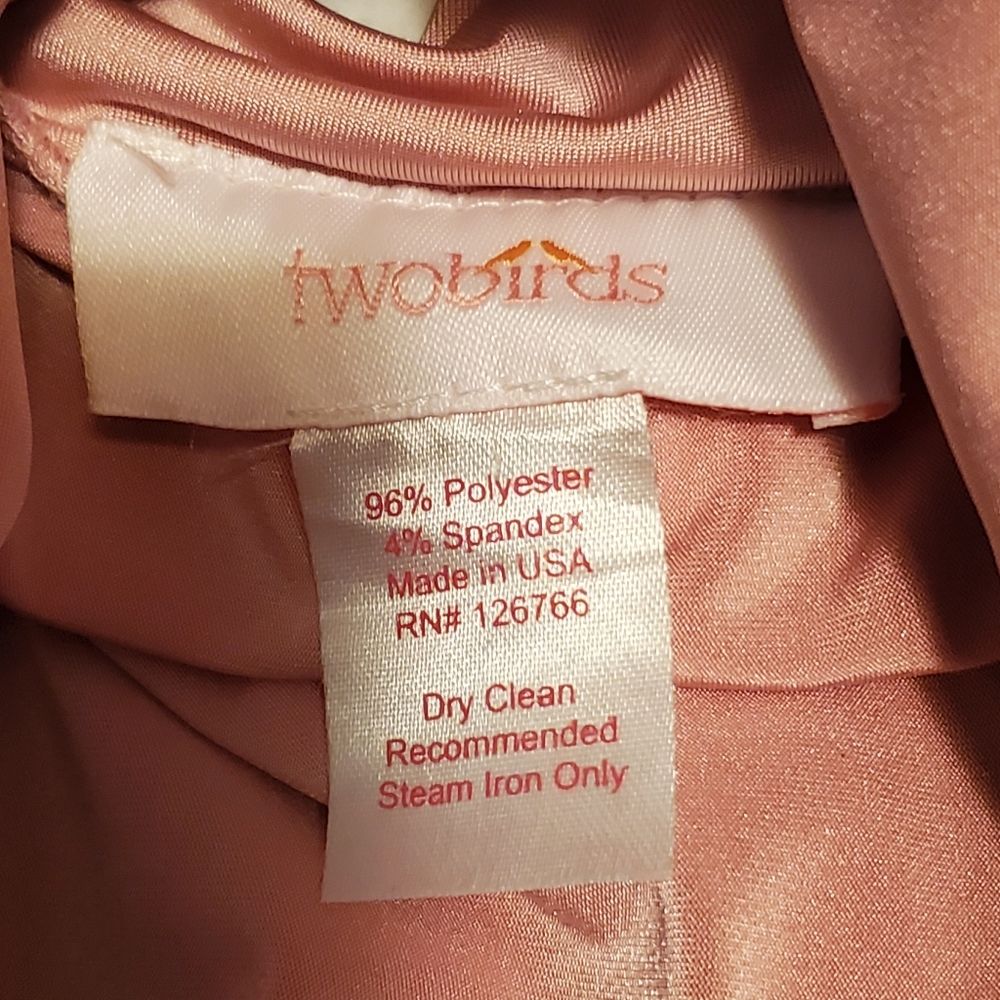 twobirds
96% Polyester
4% Spandex
Made in USA
RN# 126766
Dry Clean
Recommended
Steam Iron Only